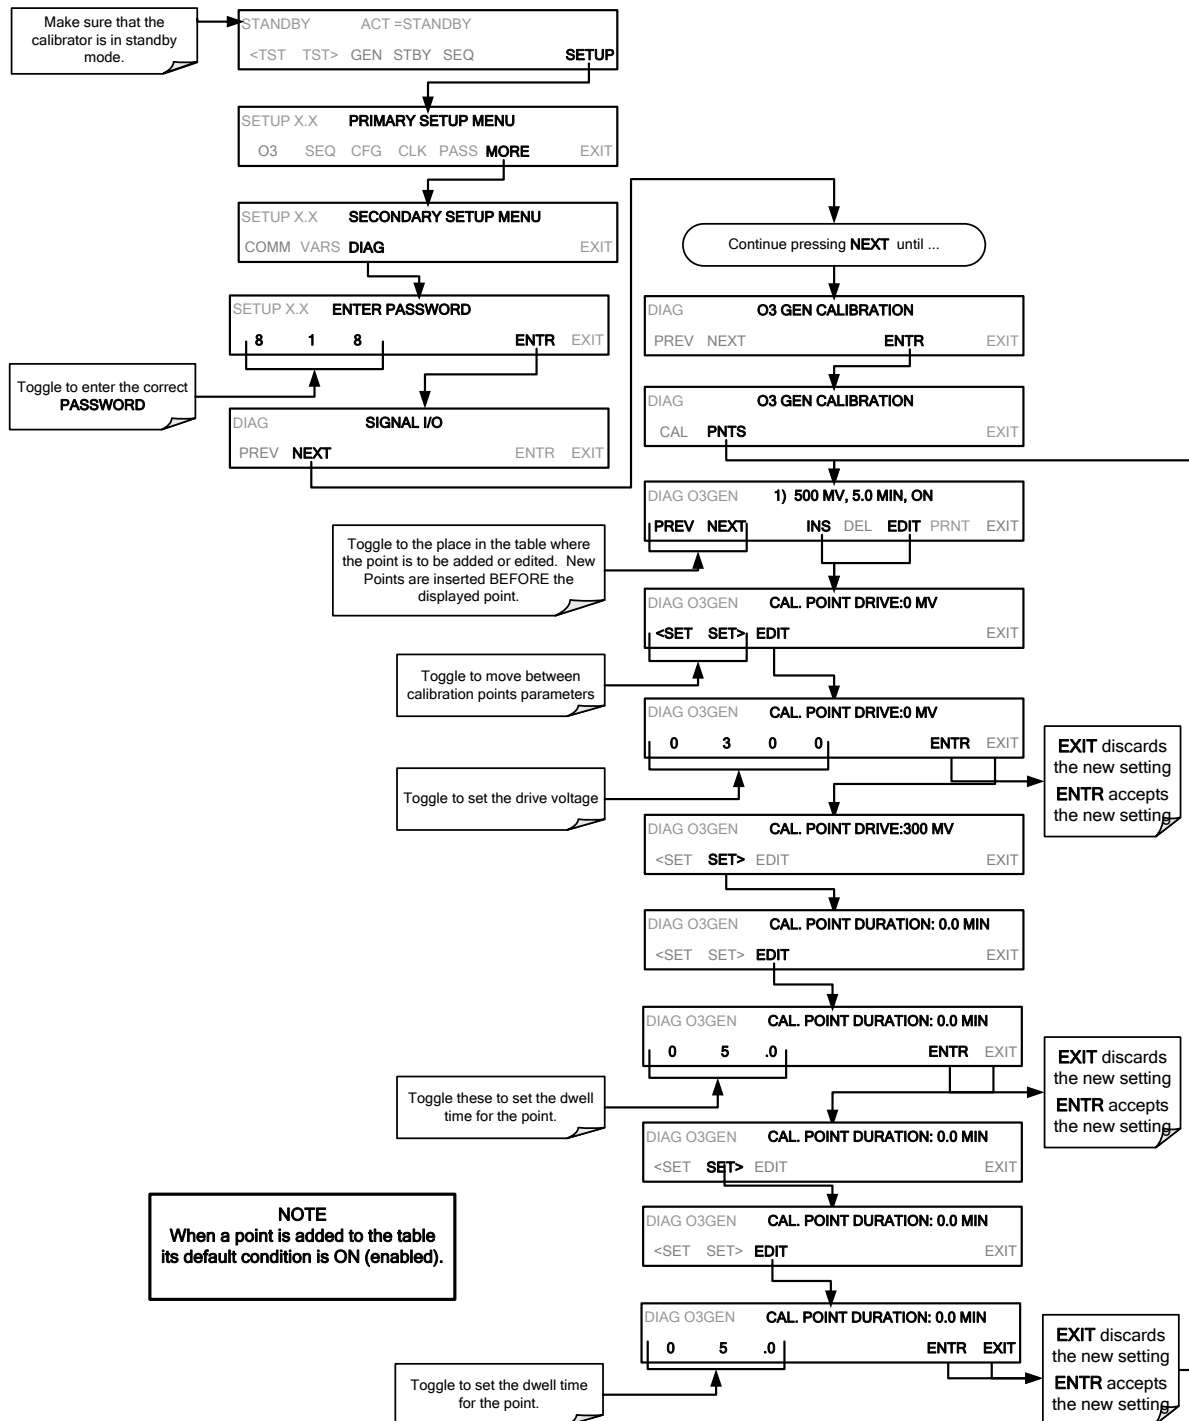 Make sure that the
calibrator is in standby
mode.
STANDBY ACT =STANDBY
<TST TST> GEN STBY SEQ SETUP
SETUP X.X PRIMARY SETUP MENU
O3 SEQ CFG CLK PASS MORE EXIT
SETUP X.X SECONDARY SETUP MENU
COMM VARS DIAG EXIT
SETUP X.X ENTER PASSWORD
8 1 8 ENTR EXIT
Toggle to enter the correct
PASSWORD
DIAG SIGNAL I/O
PREV NEXT ENTR EXIT
Continue pressing NEXT until ...
DIAG O3 GEN CALIBRATION
PREV NEXT ENTR EXIT
DIAG O3 GEN CALIBRATION
CAL PNTS EXIT
DIAG O3GEN 1) 500 MV, 5.0 MIN, ON
PREV NEXT INS DEL EDIT PRNT EXIT
Toggle to the place in the table where
the point is to be added or edited. New
Points are inserted BEFORE the
displayed point.
DIAG O3GEN CAL. POINT DRIVE:0 MV
<SET SET> EDIT EXIT
Toggle to move between
calibration points parameters
DIAG O3GEN CAL. POINT DRIVE:0 MV
0 3 0 0 ENTR EXIT
EXIT discards
the new setting
ENTR accepts
the new setting
Toggle to set the drive voltage
DIAG O3GEN CAL. POINT DRIVE:300 MV
<SET SET> EDIT EXIT
DIAG O3GEN CAL. POINT DURATION: 0.0 MIN
<SET SET> EDIT EXIT
DIAG O3GEN CAL. POINT DURATION: 0.0 MIN
0 5 .0 ENTR EXIT
EXIT discards
the new setting
ENTR accepts
the new setting
Toggle these to set the dwell
time for the point.
DIAG O3GEN CAL. POINT DURATION: 0.0 MIN
<SET SET> EDIT EXIT
NOTE
When a point is added to the table
its default condition is ON (enabled).
DIAG O3GEN CAL. POINT DURATION: 0.0 MIN
<SET SET> EDIT EXIT
DIAG O3GEN CAL. POINT DURATION: 0.0 MIN
0 5 .0 ENTR EXIT
EXIT discards
the new setting
ENTR accepts
the new setting
Toggle to set the dwell time
for the point.